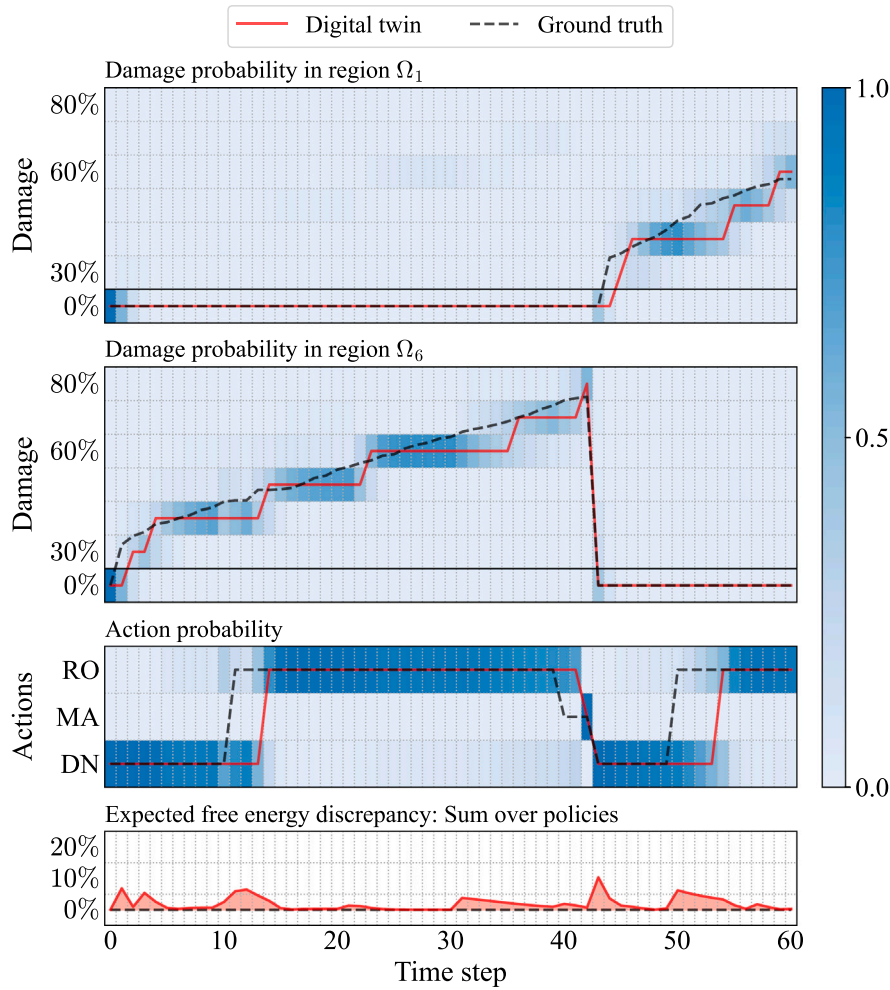 Digital twin    Ground truth
Damage probability in region Ω₁
Damage
80%
60%
30%
0%
1.0
0.5
0.0
Damage probability in region Ω₆
Damage
80%
60%
30%
0%
Action probability
Actions
RO
MA
DN
Expected free energy discrepancy: Sum over policies
20%
10%
0%
0 10 20 30 40 50 60
Time step